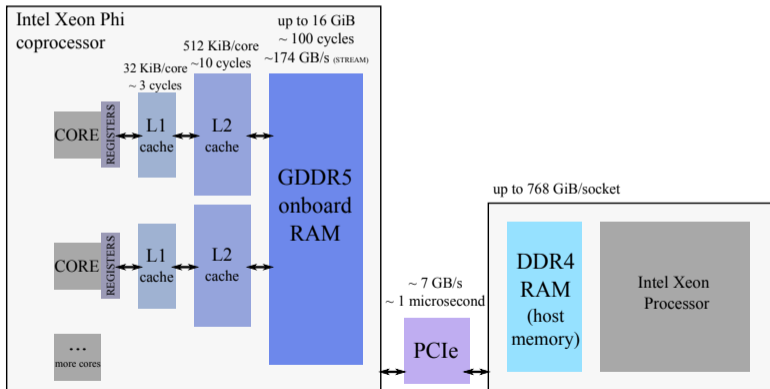 Intel Xeon Phi
coprocessor
up to 16 GiB
~ 100 cycles
~174 GB/s (STREAM)
512 KiB/core
~10 cycles
32 KiB/core
~ 3 cycles
CORE
REGISTERS
L1
cache
L2
cache
GDDR5
onboard
RAM
CORE
REGISTERS
L1
cache
L2
cache
...
more cores
~ 7 GB/s
~ 1 microsecond
PCIe
up to 768 GiB/socket
DDR4
RAM
(host
memory)
Intel Xeon
Processor